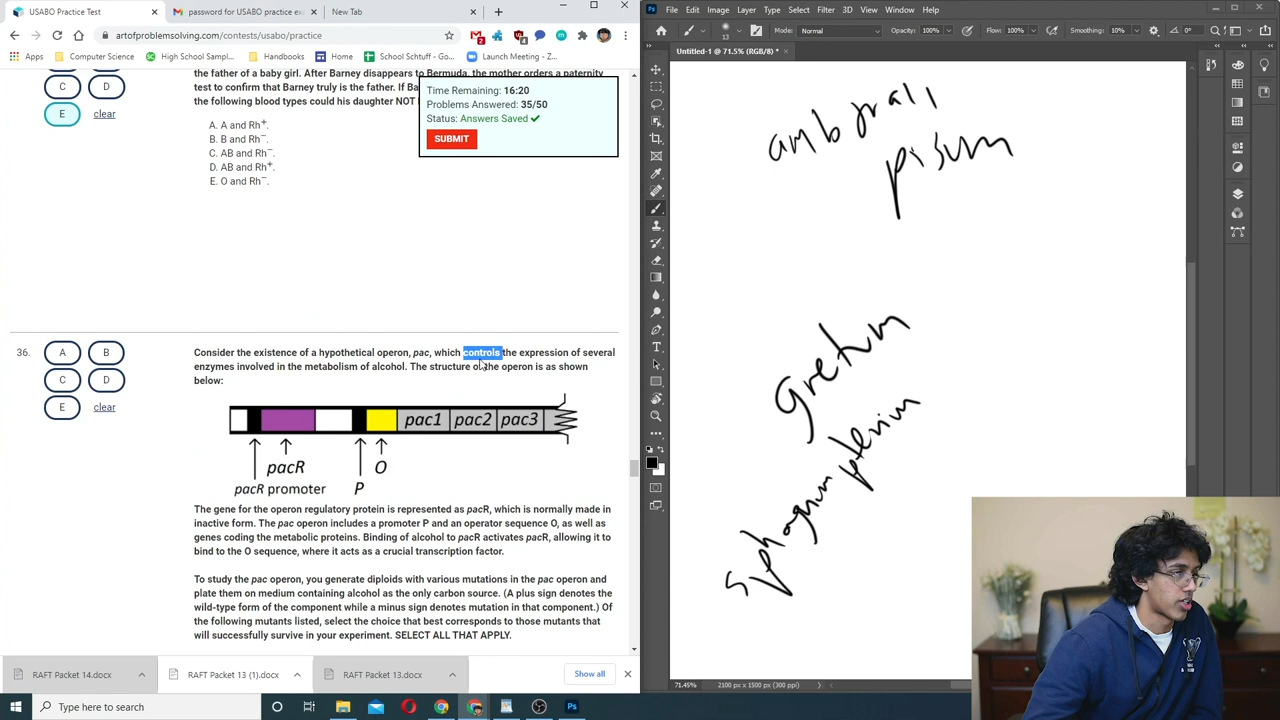 USABO Practice Test
password for USABO practice ex
New Tab
artofproblemsolving.com/contests/usabo/practice
Apps
Computer Science
High School Sampl...
Handbooks
Home
School Schtuff - Go...
Launch Meeting - Z...
C
D
E
clear
the father of a baby girl. After Barney disappears to Bermuda, the mother orders a paternity
test to confirm that Barney truly is the father. If Ba
the following blood types could his daughter NOT
A. A and Rh⁺.
B. B and Rh⁻.
C. AB and Rh⁻.
D. AB and Rh⁺.
E. O and Rh⁻.
Time Remaining: 16:20
Problems Answered: 35/50
Status: Answers Saved ✔
SUBMIT
36.
A
B
C
D
E
clear
Consider the existence of a hypothetical operon, pac, which controls the expression of several
enzymes involved in the metabolism of alcohol. The structure of the operon is as shown
below:
pac1 pac2 pac3
pacR
O
pacR promoter
P
The gene for the operon regulatory protein is represented as pacR, which is normally made in
inactive form. The pac operon includes a promoter P and an operator sequence O, as well as
genes coding the metabolic proteins. Binding of alcohol to pacR activates pacR, allowing it to
bind to the O sequence, where it acts as a crucial transcription factor.
To study the pac operon, you generate diploids with various mutations in the pac operon and
plate them on medium containing alcohol as the only carbon source. (A plus sign denotes the
wild-type form of the component while a minus sign denotes mutation in that component.) Of
the following mutants listed, select the choice that best corresponds to those mutants that
will successfully survive in your experiment. SELECT ALL THAT APPLY.
RAFT Packet 14.docx
RAFT Packet 13 (1).docx
RAFT Packet 13.docx
Show all
Type here to search
File Edit Image Layer Type Select Filter 3D View Window Help
13
Mode: Normal
Opacity: 100%
Flow: 100%
Smoothing: 10%
0°
Untitled-1 @ 71.5% (RGB/8) *
pisum
Gnetum
Sphagnum
71.45%
2100 px x 1500 px (300 ppi)